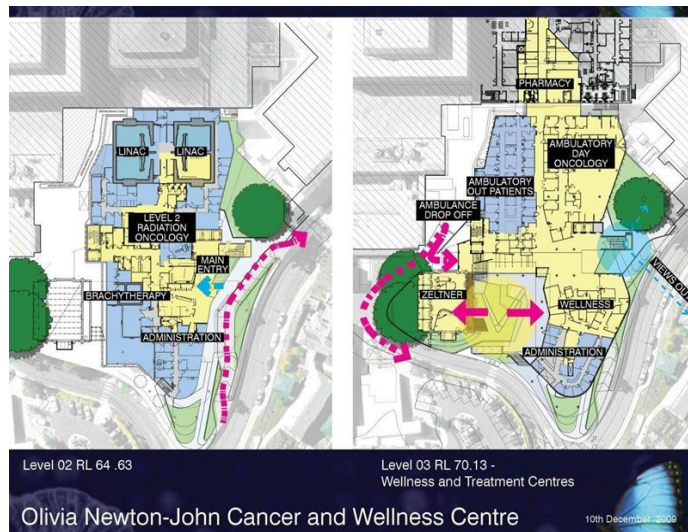 LINAC
LINAC
LEVEL 2
RADIATION
ONCOLOGY
MAIN
ENTRY
BRACHYTHERAPY
ADMINISTRATION
PHARMACY
AMBULATORY
DAY
ONCOLOGY
AMBULATORY
OUT PATIENTS
AMBULANCE
DROP OFF
VIEWS OUT
ZELTNER
WELLNESS
ADMINISTRATION
Level 02 RL 64 .63
Level 03 RL 70.13 -
Wellness and Treatment Centres
Olivia Newton-John Cancer and Wellness Centre
10th December 2009